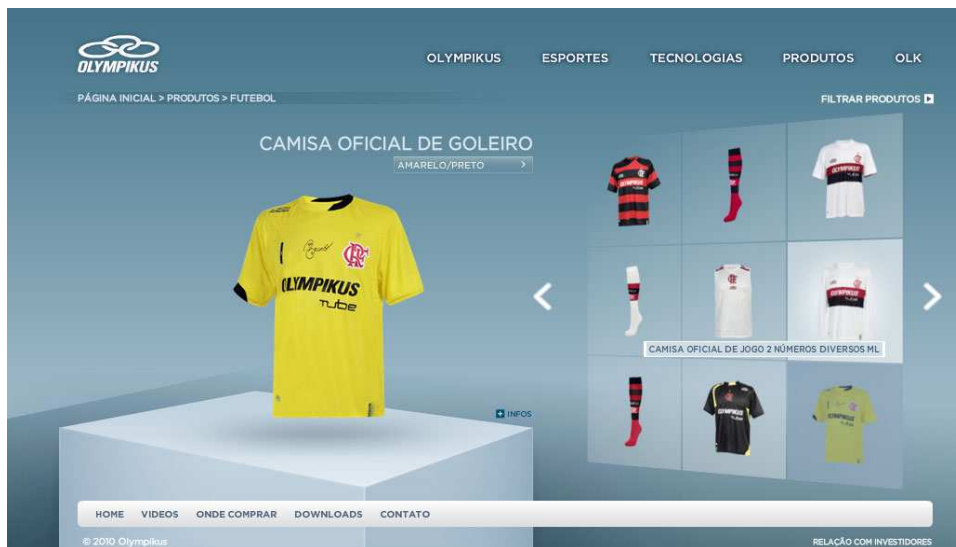 OLYMPIKUS
OLYMPIKUS ESPORTES TECNOLOGIAS PRODUTOS OLK
PÁGINA INICIAL > PRODUTOS > FUTEBOL
FILTRAR PRODUTOS
CAMISA OFICIAL DE GOLEIRO
AMARELO/PRETO >
OLYMPIKUS
Tube
CAMISA OFICIAL DE JOGO 2 NÚMEROS DIVERSOS ML
+ INFOS
HOME VIDEOS ONDE COMPRAR DOWNLOADS CONTATO
© 2010 Olympikus
RELAÇÃO COM INVESTIDORES